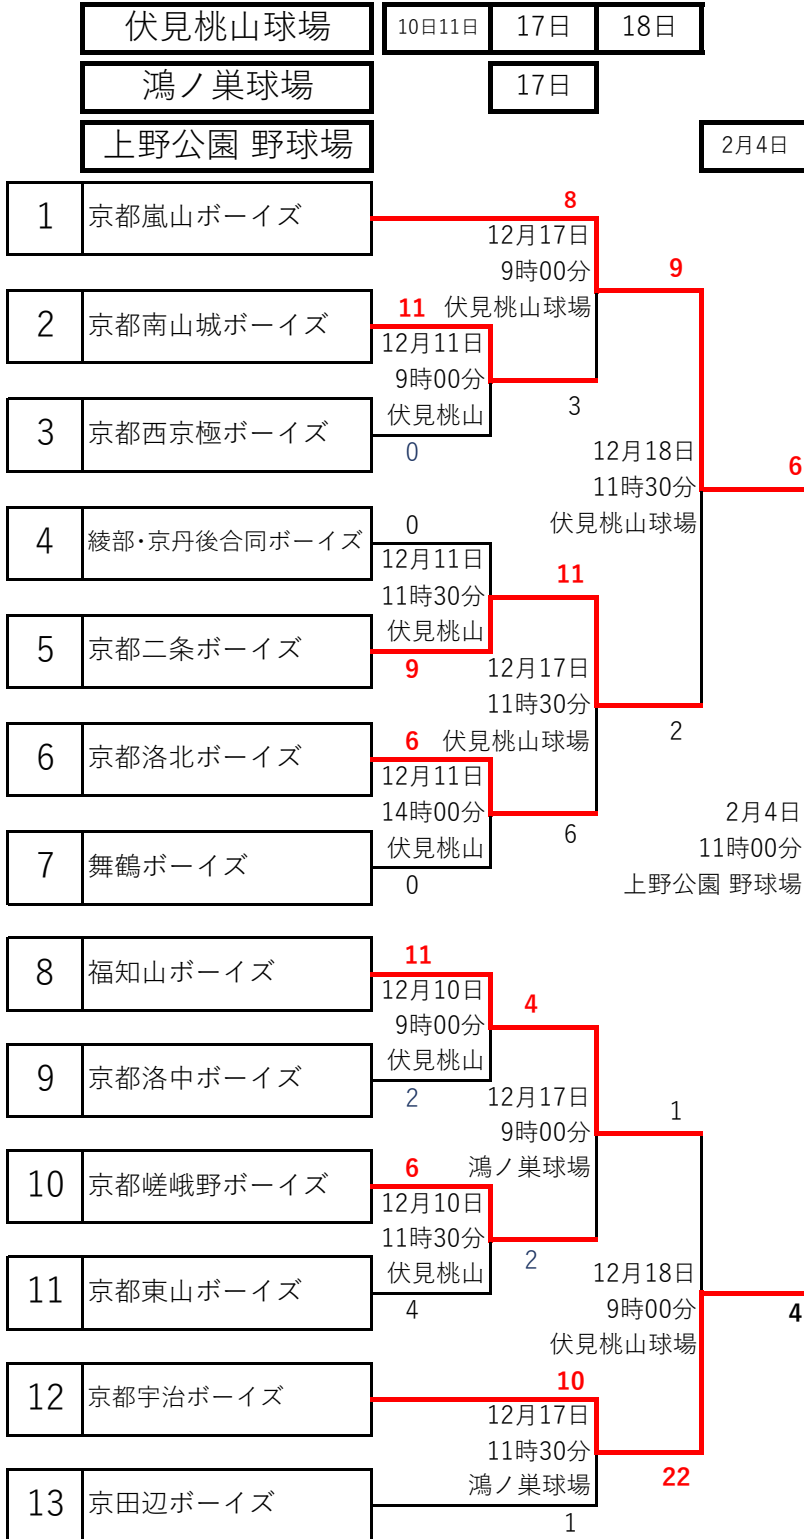 伏見桃山球場 10日11日 17日 18日
鴻ノ巣球場 17日
上野公園 野球場 2月4日
1 京都嵐山ボーイズ
8
12月17日
9時00分
伏見桃山球場
9
2 京都南山城ボーイズ
11
12月11日
9時00分
伏見桃山
3
3 京都西京極ボーイズ
0
12月18日
11時30分
伏見桃山球場
6
4 綾部・京丹後合同ボーイズ
0
12月11日
11時30分
伏見桃山
11
5 京都二条ボーイズ
9
12月17日
11時30分
伏見桃山球場
2
6 京都洛北ボーイズ
6
12月11日
14時00分
伏見桃山
6
7 舞鶴ボーイズ
0
2月4日
11時00分
上野公園 野球場
8 福知山ボーイズ
11
12月10日
9時00分
伏見桃山
4
9 京都洛中ボーイズ
2
12月17日
9時00分
鴻ノ巣球場
1
10 京都嵯峨野ボーイズ
6
12月10日
11時30分
伏見桃山
2
11 京都東山ボーイズ
4
12月18日
9時00分
伏見桃山球場
4
12 京都宇治ボーイズ
10
12月17日
11時30分
鴻ノ巣球場
22
13 京田辺ボーイズ
1